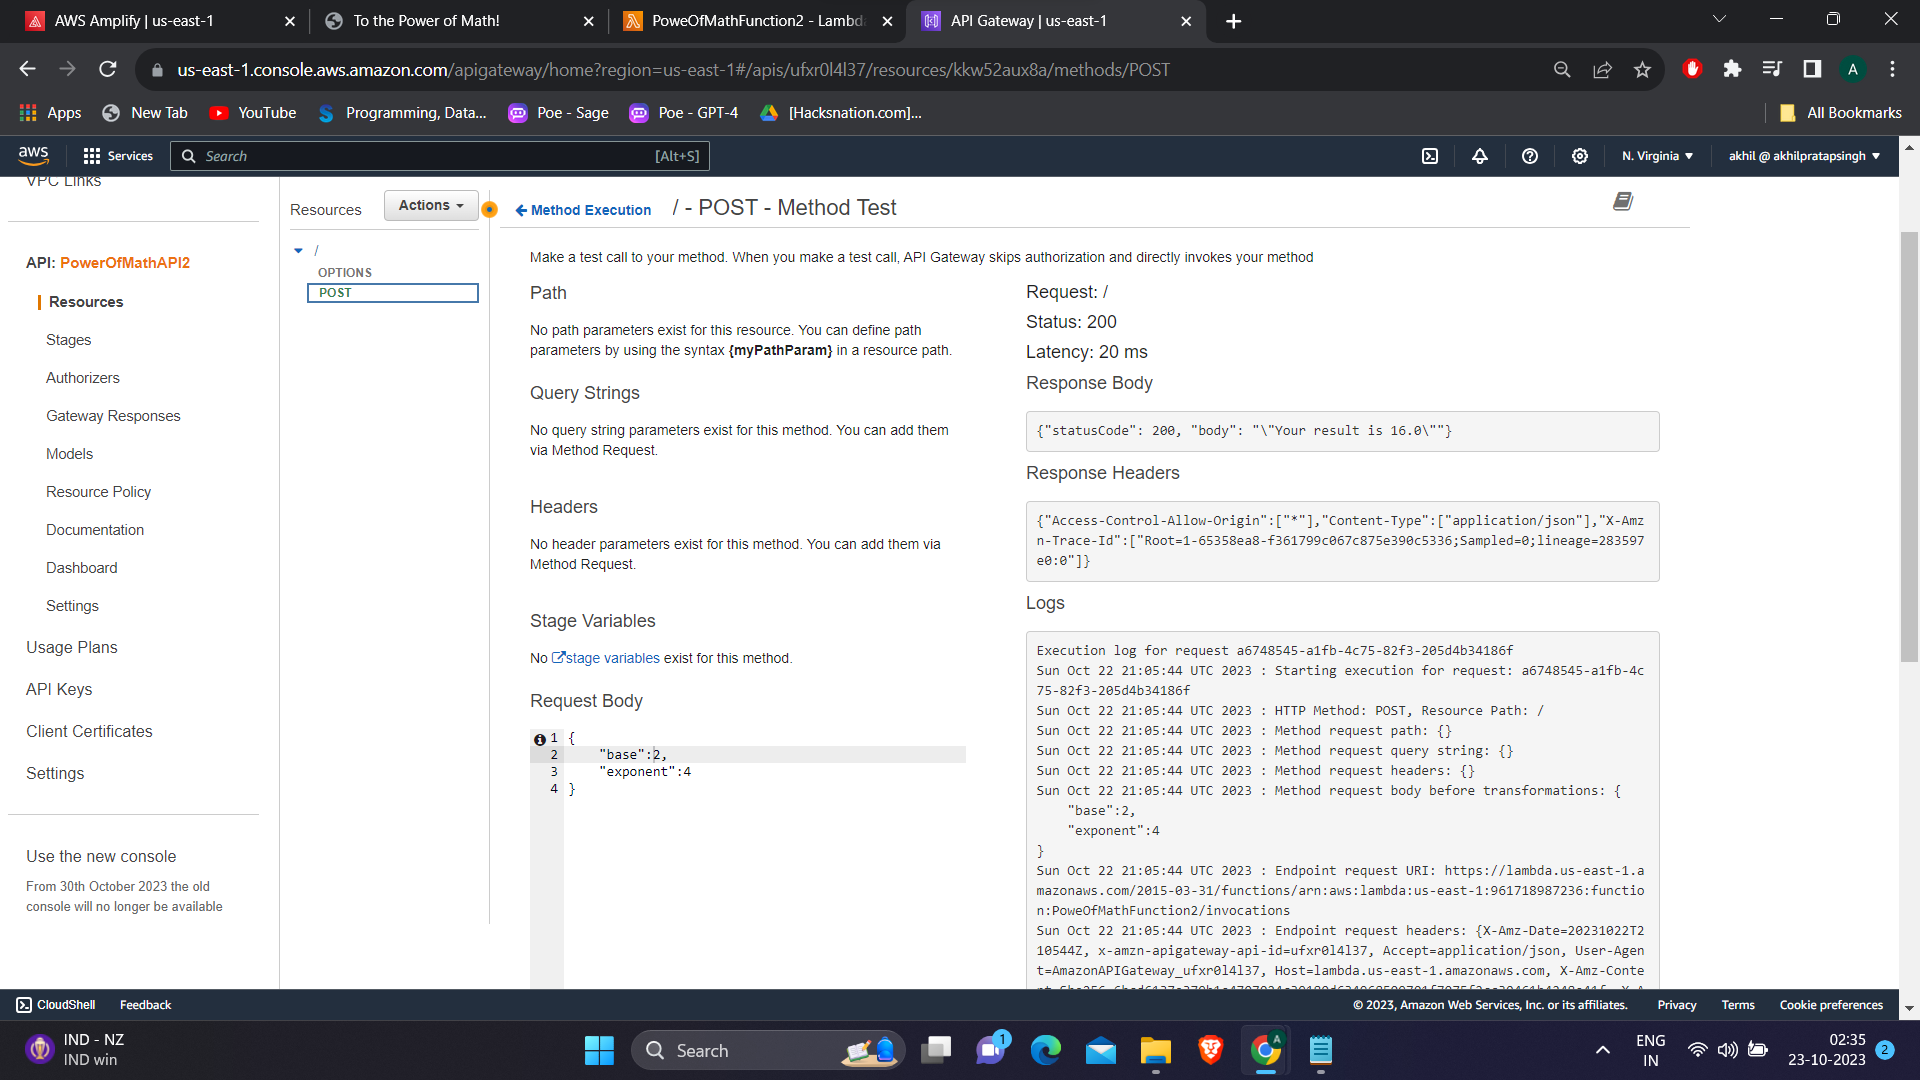 AWS Amplify | us-east-1
To the Power of Math!
PoweOfMathFunction2 - Lambd
API Gateway | us-east-1
us-east-1.console.aws.amazon.com/apigateway/home?region=us-east-1#/apis/ufxr0l4l37/resources/kkw52aux8a/methods/POST
A
Apps
New Tab
YouTube
Programming, Data...
Poe - Sage
Poe - GPT-4
[Hacksnation.com]...
All Bookmarks
aws
Services
Search
[Alt+S]
N. Virginia
akhil @ akhilpratapsingh
VPC Links
API: PowerOfMathAPI2
Resources
Stages
Authorizers
Gateway Responses
Models
Resource Policy
Documentation
Dashboard
Settings
Usage Plans
API Keys
Client Certificates
Settings
Use the new console
From 30th October 2023 the old
console will no longer be available
Resources
Actions
/
OPTIONS
POST
Method Execution
/ - POST - Method Test
Make a test call to your method. When you make a test call, API Gateway skips authorization and directly invokes your method
Path
No path parameters exist for this resource. You can define path
parameters by using the syntax {myPathParam} in a resource path.
Query Strings
No query string parameters exist for this method. You can add them
via Method Request.
Headers
No header parameters exist for this method. You can add them via
Method Request.
Stage Variables
No stage variables exist for this method.
Request Body
1 {
2 "base":2,
3 "exponent":4
4 }
Request: /
Status: 200
Latency: 20 ms
Response Body
{"statusCode": 200, "body": "\"Your result is 16.0\""}
Response Headers
{"Access-Control-Allow-Origin":["*"],"Content-Type":["application/json"],"X-Amz
n-Trace-Id":["Root=1-65358ea8-f361799c067c875e390c5336;Sampled=0;lineage=283597
e0:0"]}
Logs
Execution log for request a6748545-a1fb-4c75-82f3-205d4b34186f
Sun Oct 22 21:05:44 UTC 2023 : Starting execution for request: a6748545-a1fb-4c
75-82f3-205d4b34186f
Sun Oct 22 21:05:44 UTC 2023 : HTTP Method: POST, Resource Path: /
Sun Oct 22 21:05:44 UTC 2023 : Method request path: {}
Sun Oct 22 21:05:44 UTC 2023 : Method request query string: {}
Sun Oct 22 21:05:44 UTC 2023 : Method request headers: {}
Sun Oct 22 21:05:44 UTC 2023 : Method request body before transformations: {
"base":2,
"exponent":4
}
Sun Oct 22 21:05:44 UTC 2023 : Endpoint request URI: https://lambda.us-east-1.a
mazonaws.com/2015-03-31/functions/arn:aws:lambda:us-east-1:961718987236:functio
n:PoweOfMathFunction2/invocations
Sun Oct 22 21:05:44 UTC 2023 : Endpoint request headers: {X-Amz-Date=20231022T2
10544Z, x-amzn-apigateway-api-id=ufxr0l4l37, Accept=application/json, User-Agen
t=AmazonAPIGateway_ufxr0l4l37, Host=lambda.us-east-1.amazonaws.com, X-Amz-Conte
CloudShell
Feedback
© 2023, Amazon Web Services, Inc. or its affiliates.
Privacy
Terms
Cookie preferences
IND - NZ
IND win
Search
1
A
ENG
IN
02:35
23-10-2023
2